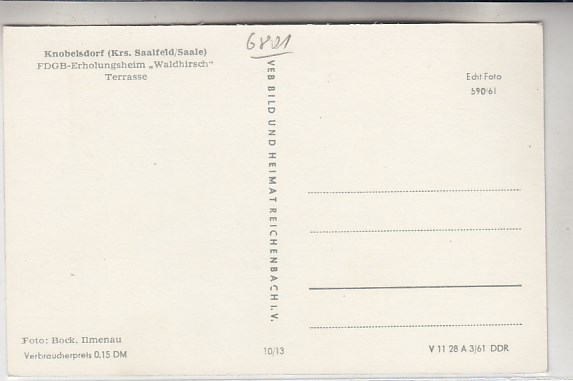 6801
Knobelsdorf (Krs. Saalfeld/Saale)
FDGB-Erholungsheim „Waldhirsch"
Terrasse
VEB BILD UND HEIMAT REICHENBACH I. V.
Echt Foto
590/61
Foto: Bock, Ilmenau
Verbraucherpreis 0,15 DM
10/13
V 11 28 A 3/61 DDR